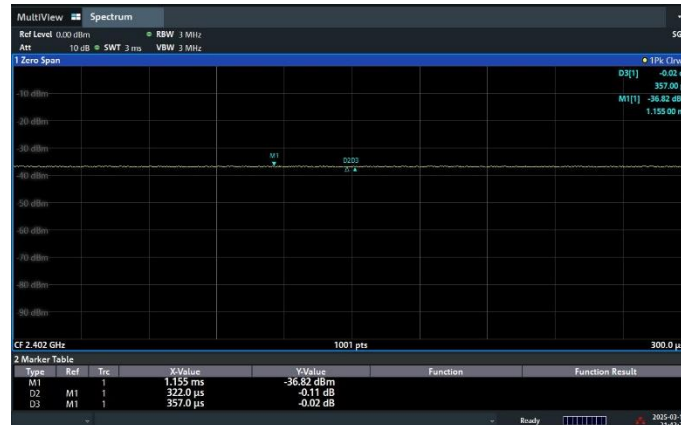 MultiView Spectrum
Ref Level 0.00 dBm RBW 3 MHz
Att 10 dB SWT 3 ms VBW 3 MHz
1 Zero Span 1Pk Clrw
D3[1] -0.02
357.00
M1[1] -36.82 dB
1.155 00
-10 dBm
-20 dBm
-30 dBm
M1
D2D3
-40 dBm
-50 dBm
-60 dBm
-70 dBm
-80 dBm
-90 dBm
CF 2.402 GHz 1001 pts 300.0 µs
2 Marker Table
Type Ref Trc X-Value Y-Value Function Function Result
M1 1 1.155 ms -36.82 dBm
D2 M1 1 322.0 µs -0.11 dB
D3 M1 1 357.0 µs -0.02 dB
Ready